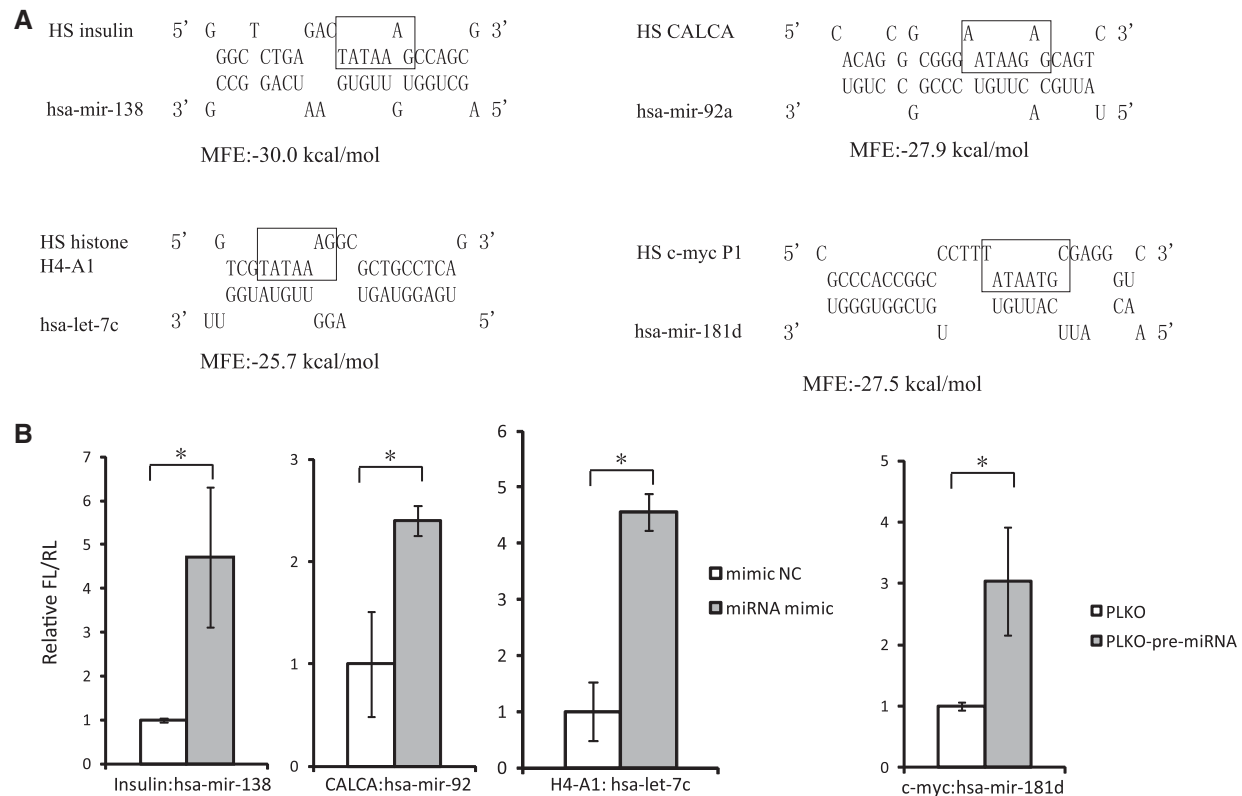 A
HS insulin 5’ G T GAC A G 3’
GGC CTGA TATAA GCCAGC
CCG GACU GUGUU UGGUCG
hsa-mir-138 3’ G AA G A 5’
MFE:-30.0 kcal/mol
HS CALCA 5’ C C G A A C 3’
ACAG G CGGG ATAAG GCAGT
UGUC C GCCC UGUUC CGUUA
hsa-mir-92a 3’ G A U 5’
MFE:-27.9 kcal/mol
HS histone H4-A1 5’ G AGGC G 3’
TCGTATAA GCTGCCTCA
GGUAUGUU UGAUGGAGU
hsa-let-7c 3’ UU GGA 5’
MFE:-25.7 kcal/mol
HS c-myc P1 5’ C CCTTT CGAGG C 3’
GCCCACCGGC ATAATG GU
UGGGUGGCUG UGUUAC CA
hsa-mir-181d 3’ U UUA A 5’
MFE:-27.5 kcal/mol
B
Relative FL/RL
7
6
5
4
3
2
1
0
*
Insulin:hsa-mir-138
3
2
1
0
*
CALCA:hsa-mir-92
6
5
4
3
2
1
0
*
H4-A1: hsa-let-7c
mimic NC
miRNA mimic
5
4
3
2
1
0
*
c-myc:hsa-mir-181d
PLKO
PLKO-pre-miRNA